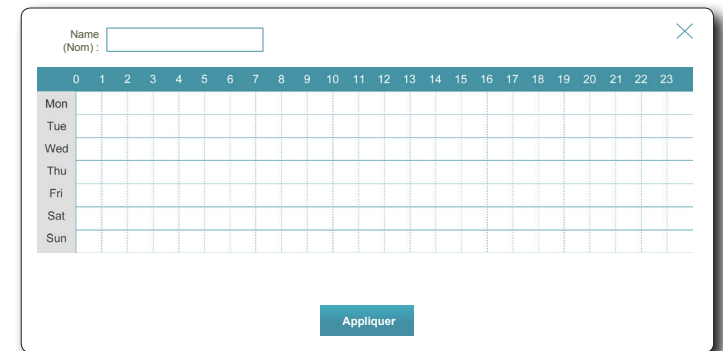 Name
(Nom) :
0 1 2 3 4 5 6 7 8 9 10 11 12 13 14 15 16 17 18 19 20 21 22 23
Mon
Tue
Wed
Thu
Fri
Sat
Sun
Appliquer